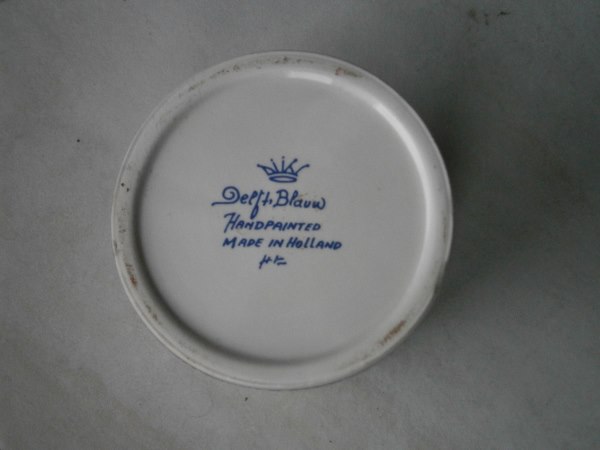 Delft, Blauw
HANDPAINTED
MADE IN HOLLAND